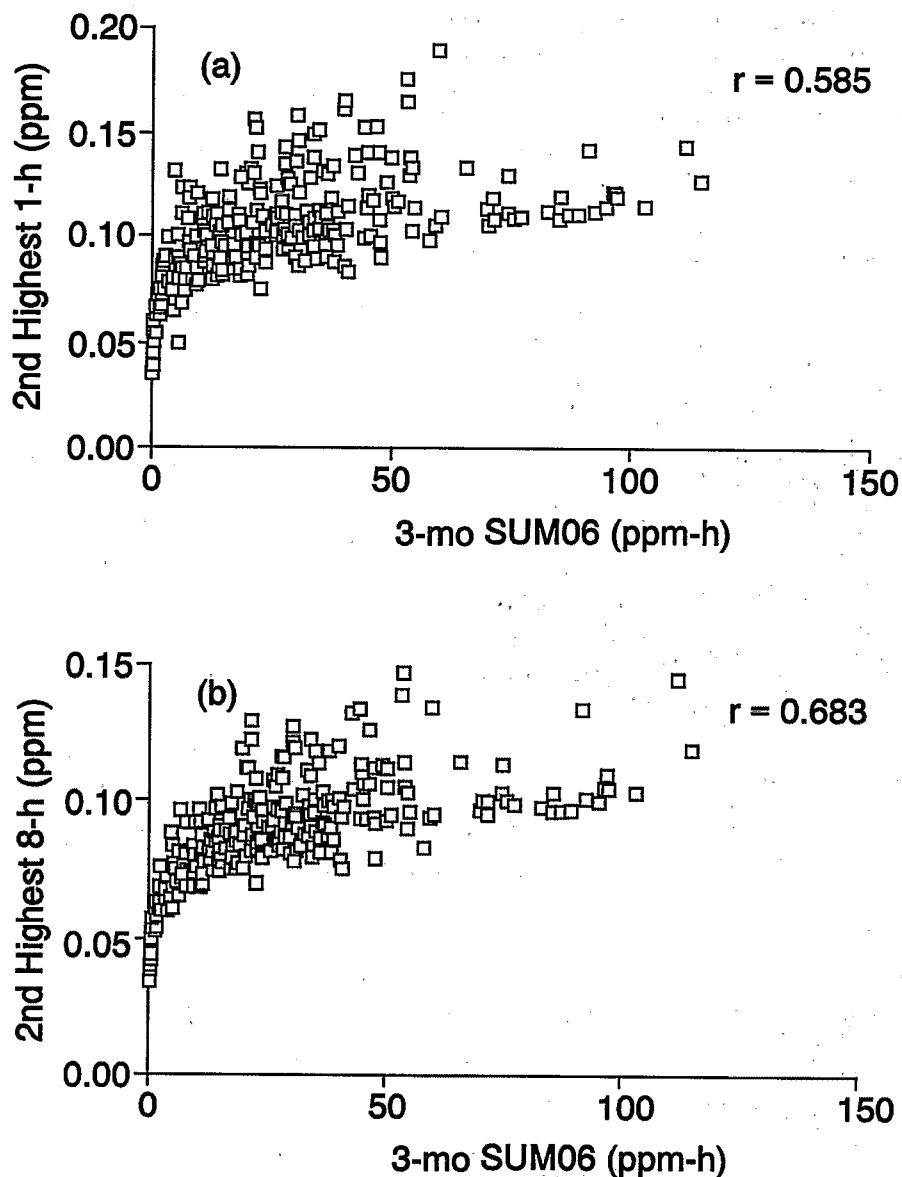 0.20
(a)
r = 0.585
0.15
2nd Highest 1-h (ppm)
0.10
0.05
0.00
0
50
100
150
3-mo SUM06 (ppm-h)
0.15
(b)
r = 0.683
2nd Highest 8-h (ppm)
0.10
0.05
0.00
0
50
100
150
3-mo SUM06 (ppm-h)